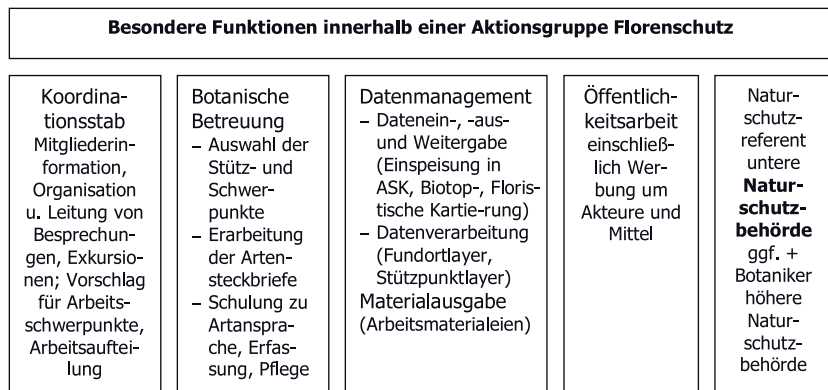 Besondere Funktionen innerhalb einer Aktionsgruppe Florenschutz
Koordina-
tionsstab
Mitgliederin-
formation,
Organisation
u. Leitung von
Besprechun-
gen, Exkursio-
nen; Vorschlag
für Arbeits-
schwerpunkte,
Arbeitsauftei-
lung
Botanische
Betreuung
– Auswahl der
Stütz- und
Schwer-
punkte
– Erarbeitung
der Arten-
steckbriefe
– Schulung zu
Artanspra-
che, Erfas-
sung, Pflege
Datenmanagement
– Datenein-, -aus-
und Weitergabe
(Einspeisung in
ASK, Biotop-, Floris-
tische Kartie-rung)
– Datenverarbeitung
(Fundortlayer,
Stützpunktlayer)
Materialausgabe
(Arbeitsmaterialeien)
Öffentlich-
keitsarbeit
einschließ-
lich Wer-
bung um
Akteure und
Mittel
Natur-
schutz-
referent
untere
Natur-
schutz-
behörde
ggf. +
Botaniker
höhere
Natur-
schutz-
behörde